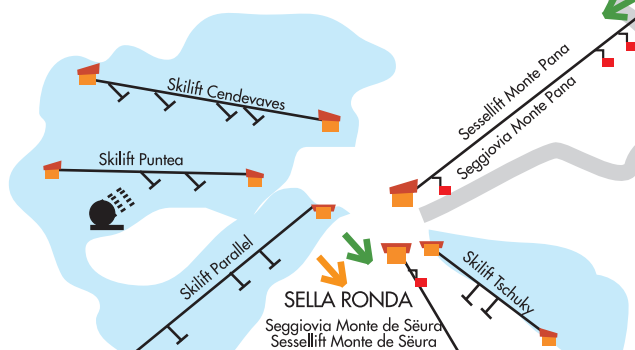 Skilift Cendevaves
Sessellift Monte Pana
Seggiovia Monte Pana
Skilift Puntea
Skilift Parallel
Skilift Tschuky
SELLA RONDA
Seggiovia Monte de Sëura
Sessellift Monte de Sëura